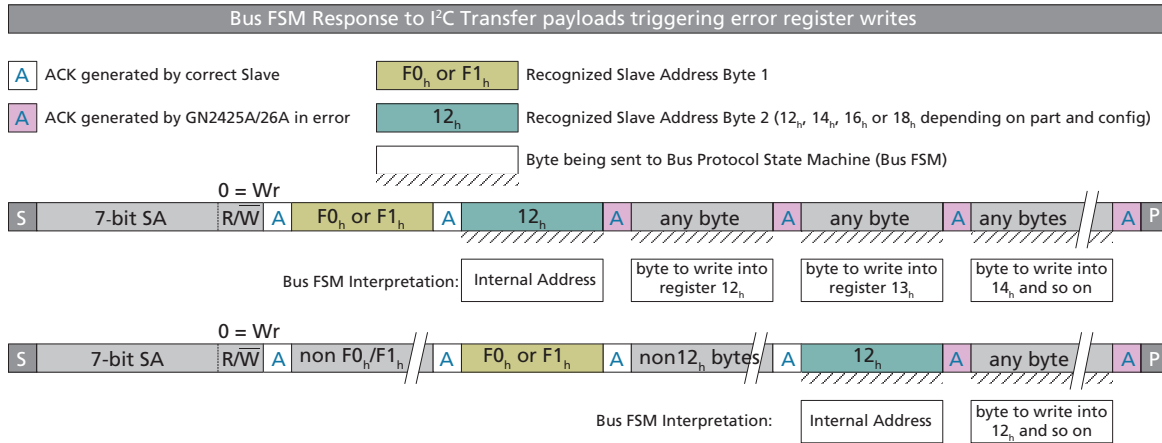 Bus FSM Response to I²C Transfer payloads triggering error register writes
A ACK generated by correct Slave F0h or F1h Recognized Slave Address Byte 1
A ACK generated by GN2425A/26A in error 12h Recognized Slave Address Byte 2 (12h, 14h, 16h or 18h depending on part and config)
Byte being sent to Bus Protocol State Machine (Bus FSM)
0 = Wr
S 7-bit SA R/W̅ A F0h or F1h A 12h A any byte A any byte A any bytes A P
Bus FSM Interpretation: Internal Address byte to write into register 12h byte to write into register 13h byte to write into 14h and so on
0 = Wr
S 7-bit SA R/W̅ A non F0h/F1h A F0h or F1h A non12h bytes A 12h A any byte A P
Bus FSM Interpretation: Internal Address byte to write into 12h and so on